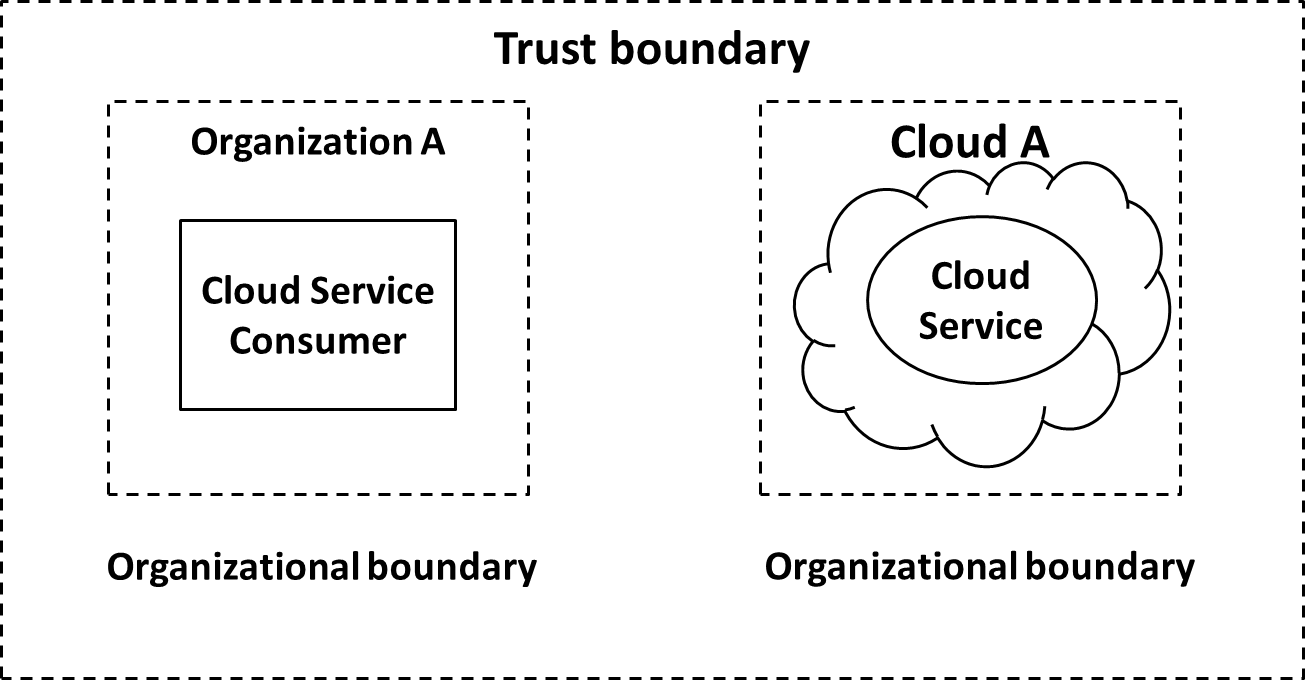 Trust boundary
Organization A
Cloud Service
Consumer
Organizational boundary
Cloud A
Cloud
Service
Organizational boundary